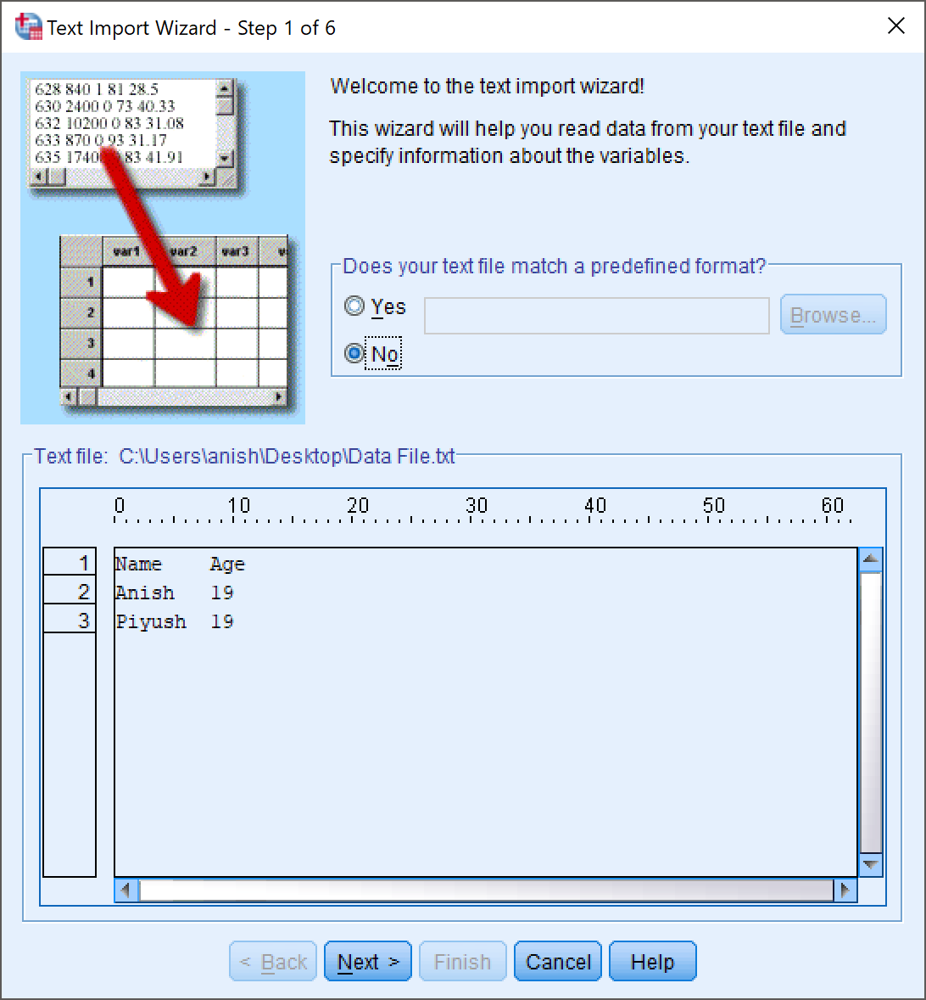 Text Import Wizard - Step 1 of 6
628 840 1 81 28.5
630 2400 0 73 40.33
632 10200 0 83 31.08
633 870 0 93 31.17
635 1740 83 41.91
var1 var2 var3
1
2
3
4
Welcome to the text import wizard!
This wizard will help you read data from your text file and
specify information about the variables.
Does your text file match a predefined format?
Yes Browse...
No
Text file: C:\Users\anish\Desktop\Data File.txt
0 10 20 30 40 50 60
1 Name Age
2 Anish 19
3 Piyush 19
< Back Next > Finish Cancel Help